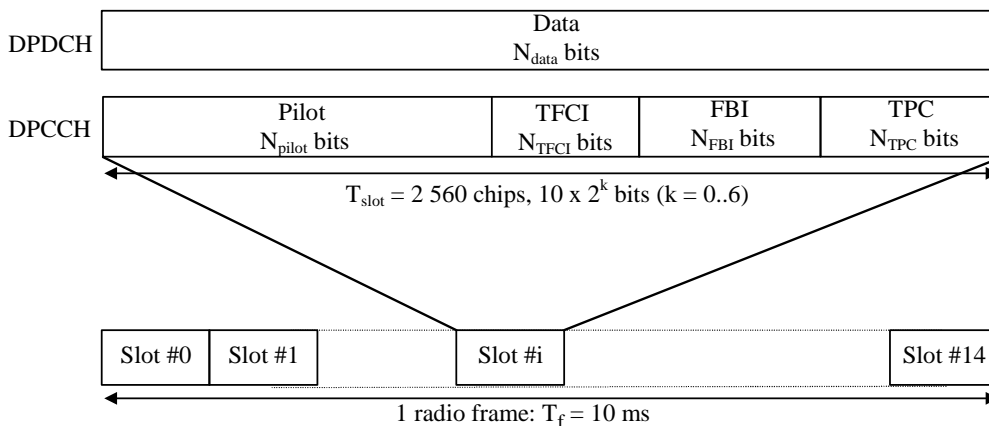 Data
DPDCH
N_data bits
Pilot TFCI FBI TPC
DPCCH
N_pilot bits N_TFCI bits N_FBI bits N_TPC bits
T_slot = 2 560 chips, 10 x 2^k bits (k = 0..6)
Slot #0 Slot #1 Slot #i Slot #14
1 radio frame: T_f = 10 ms